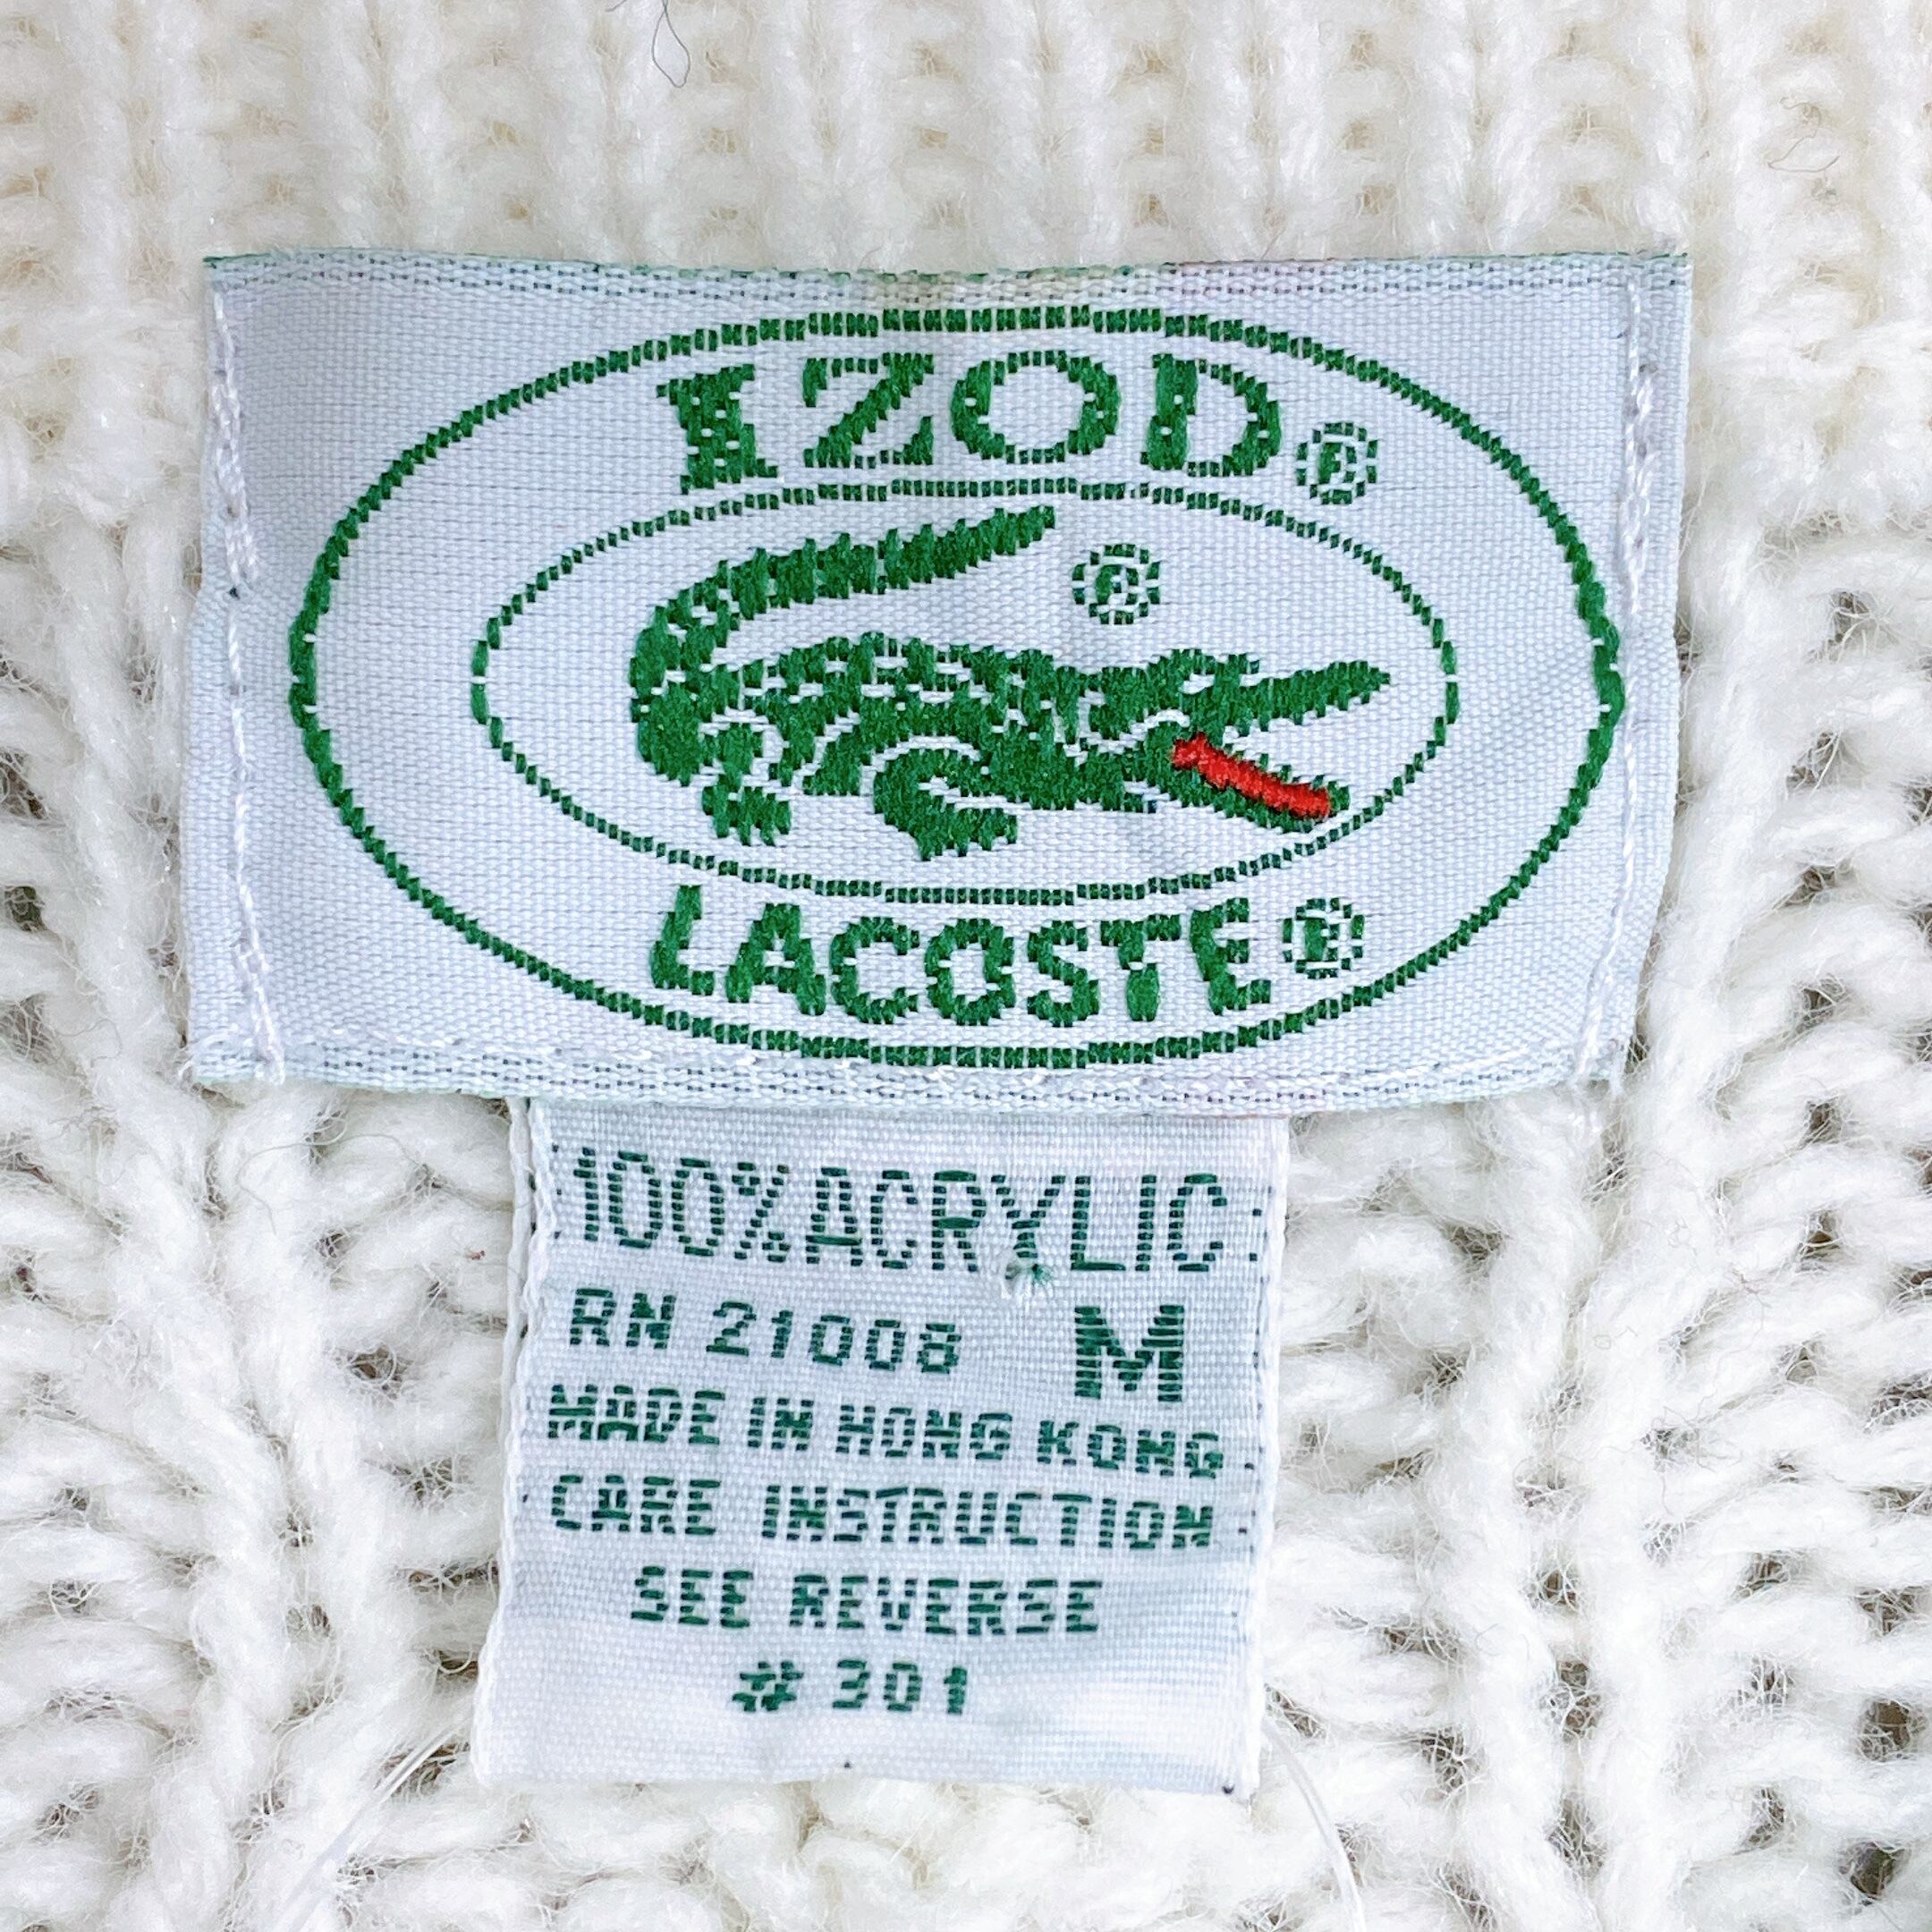 IZOD®
®
LACOSTE®
100% ACRYLIC
RN 21008 M
MADE IN HONG KONG
CARE INSTRUCTION
SEE REVERSE
# 301